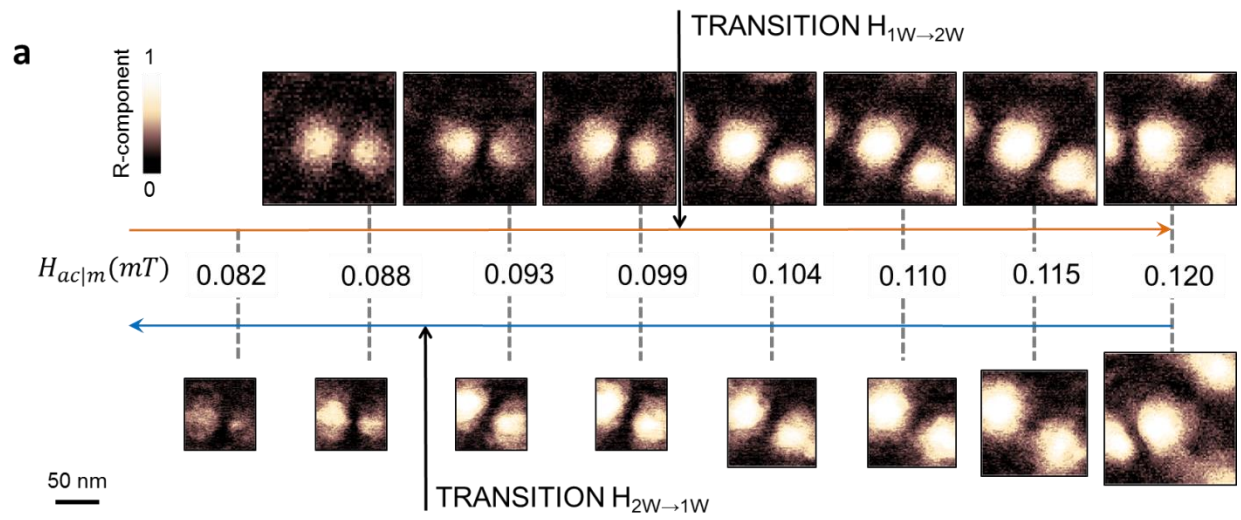 TRANSITION H1W→2W
a
1
R-component
0
Hac|m(mT)
0.082 0.088 0.093 0.099 0.104 0.110 0.115 0.120
50 nm
TRANSITION H2W→1W